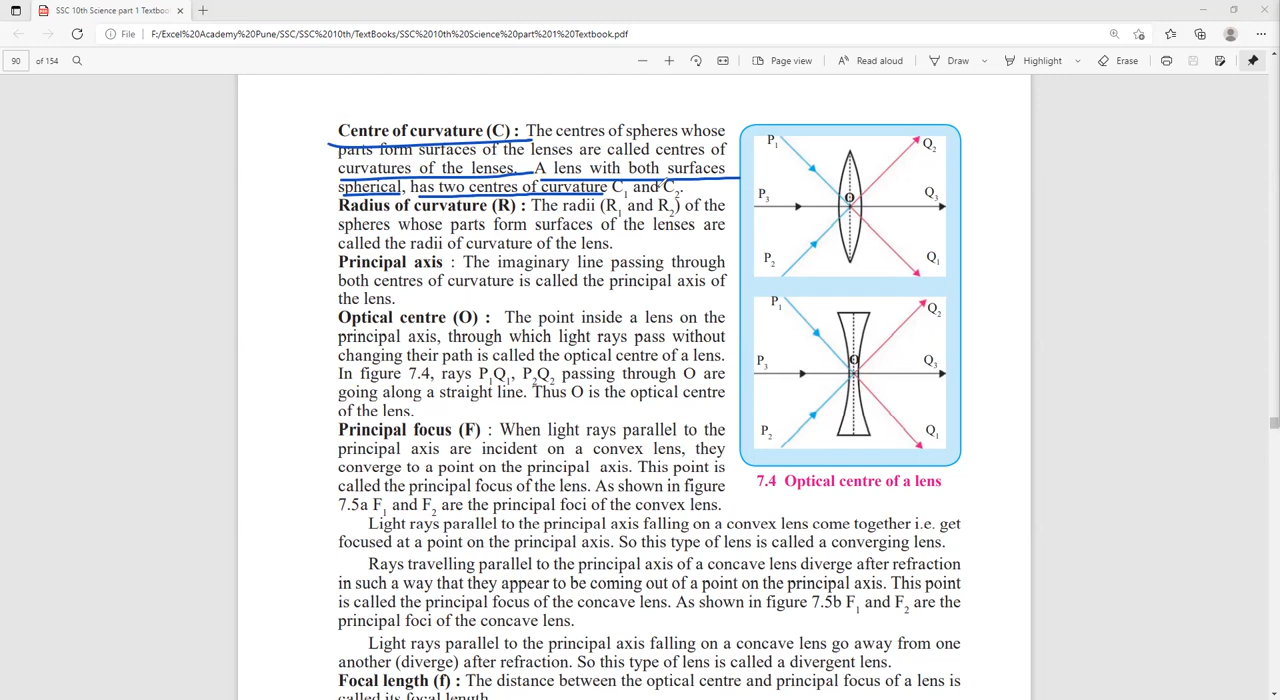 SSC 10th Science part 1 Textboo
File
F:/Excel%20Academy%20Pune/SSC/SSC%2010th/TextBooks/SSC%2010th%20Science%20part%201%20Textbook.pdf
90 of 154
Page view
Read aloud
Draw
Highlight
Erase
Centre of curvature (C) : The centres of spheres whose
parts form surfaces of the lenses are called centres of
curvatures of the lenses. A lens with both surfaces
spherical, has two centres of curvature C₁ and C₂.
Radius of curvature (R) : The radii (R₁ and R₂) of the
spheres whose parts form surfaces of the lenses are
called the radii of curvature of the lens.
Principal axis : The imaginary line passing through
both centres of curvature is called the principal axis of
the lens.
Optical centre (O) : The point inside a lens on the
principal axis, through which light rays pass without
changing their path is called the optical centre of a lens.
In figure 7.4, rays P₁Q₁, P₂Q₂ passing through O are
going along a straight line. Thus O is the optical centre
of the lens.
Principal focus (F) : When light rays parallel to the
principal axis are incident on a convex lens, they
converge to a point on the principal axis. This point is
called the principal focus of the lens. As shown in figure
7.5a F₁ and F₂ are the principal foci of the convex lens.
P₁
Q₂
P₃
O
Q₃
P₂
Q₁
P₁
Q₂
P₃
O
Q₃
P₂
Q₁
7.4 Optical centre of a lens
Light rays parallel to the principal axis falling on a convex lens come together i.e. get
focused at a point on the principal axis. So this type of lens is called a converging lens.
Rays travelling parallel to the principal axis of a concave lens diverge after refraction
in such a way that they appear to be coming out of a point on the principal axis. This point
is called the principal focus of the concave lens. As shown in figure 7.5b F₁ and F₂ are the
principal foci of the concave lens.
Light rays parallel to the principal axis falling on a concave lens go away from one
another (diverge) after refraction. So this type of lens is called a divergent lens.
Focal length (f) : The distance between the optical centre and principal focus of a lens is
called its focal length.